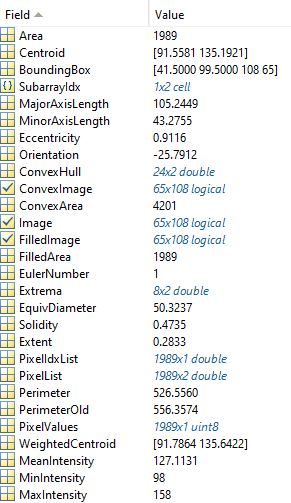 Field Value
Area 1989
Centroid [91.5581 135.1921]
BoundingBox [41.5000 99.5000 108 65]
SubarrayIdx 1x2 cell
MajorAxisLength 105.2449
MinorAxisLength 43.2755
Eccentricity 0.9116
Orientation -25.7912
ConvexHull 24x2 double
ConvexImage 65x108 logical
ConvexArea 4201
Image 65x108 logical
FilledImage 65x108 logical
FilledArea 1989
EulerNumber 1
Extrema 8x2 double
EquivDiameter 50.3237
Solidity 0.4735
Extent 0.2833
PixelIdxList 1989x1 double
PixelList 1989x2 double
Perimeter 526.5560
PerimeterOld 556.3574
PixelValues 1989x1 uint8
WeightedCentroid [91.7864 135.6422]
MeanIntensity 127.1131
MinIntensity 98
MaxIntensity 158